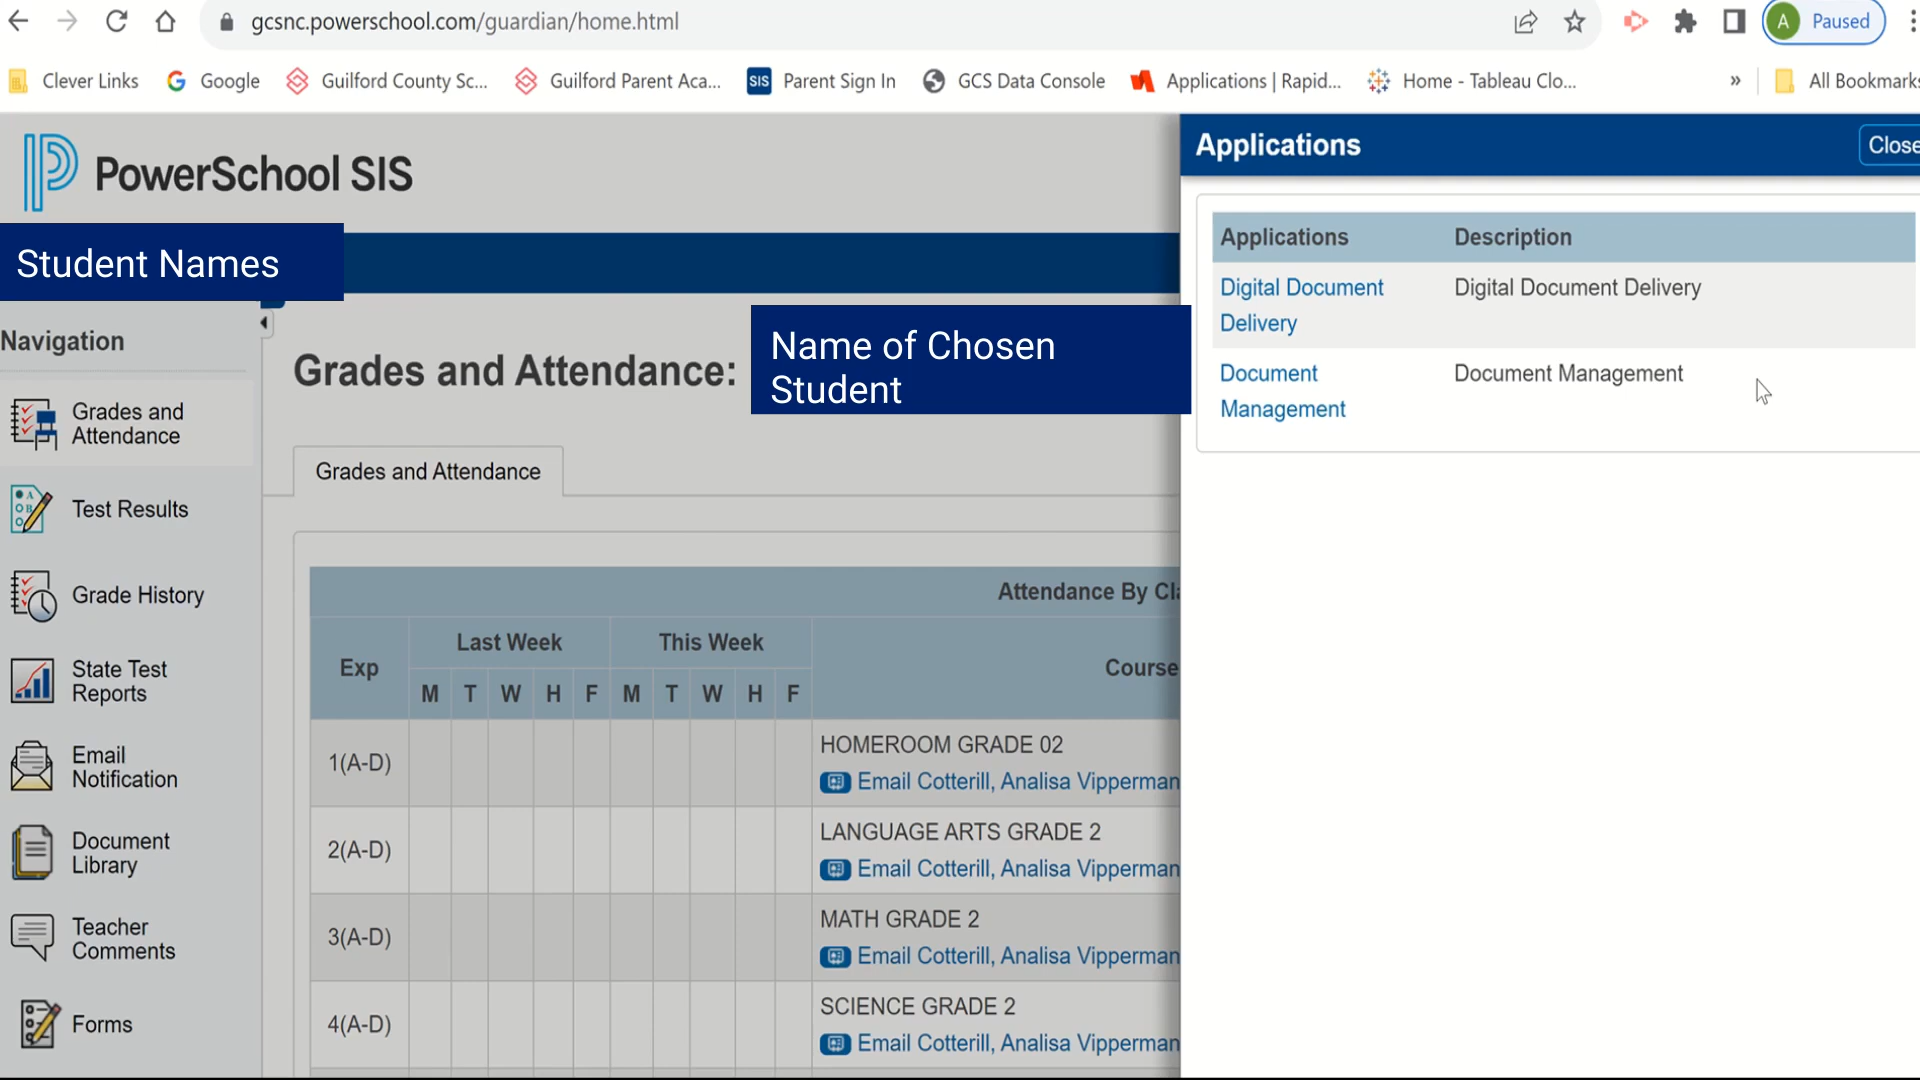 gcsnc.powerschool.com/guardian/home.html
A Paused
Clever Links
Google
Guilford County Sc...
Guilford Parent Aca...
SIS Parent Sign In
GCS Data Console
Applications | Rapid...
Home - Tableau Clo...
»
All Bookmarks
PowerSchool SIS
Student Names
Navigation
Grades and
Attendance
Test Results
Grade History
State Test
Reports
Email
Notification
Document
Library
Teacher
Comments
Forms
Grades and Attendance:
Name of Chosen
Student
Grades and Attendance
Attendance By Cla
Exp
Last Week
This Week
Course
M T W H F M T W H F
1(A-D)
HOMEROOM GRADE 02
Email Cotterill, Analisa Vipperman
2(A-D)
LANGUAGE ARTS GRADE 2
Email Cotterill, Analisa Vipperman
3(A-D)
MATH GRADE 2
Email Cotterill, Analisa Vipperman
4(A-D)
SCIENCE GRADE 2
Email Cotterill, Analisa Vipperman
Applications
Close
Applications Description
Digital Document
Delivery
Digital Document Delivery
Document
Management
Document Management